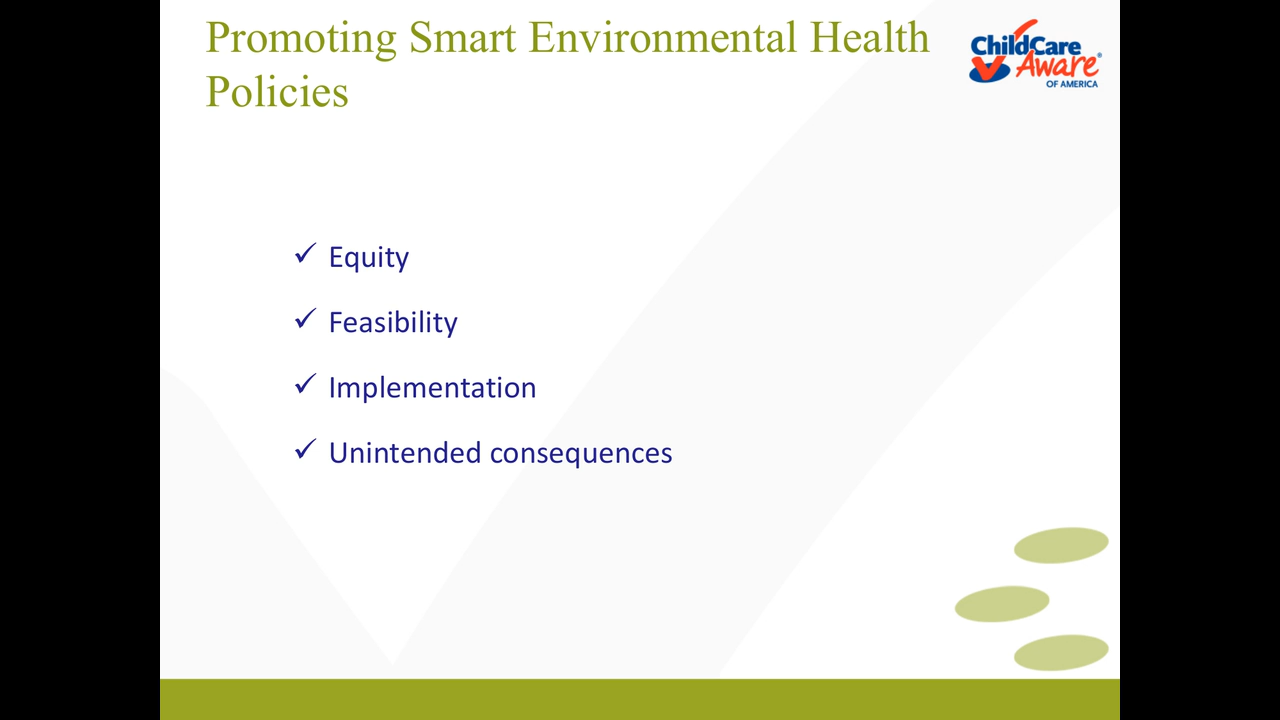 Promoting Smart Environmental Health
Policies
ChildCare
Aware®
OF AMERICA
✓ Equity
✓ Feasibility
✓ Implementation
✓ Unintended consequences